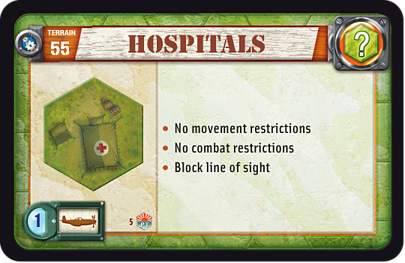 TERRAIN
55
HOSPITALS
?
• No movement restrictions
• No combat restrictions
• Block line of sight
1
5